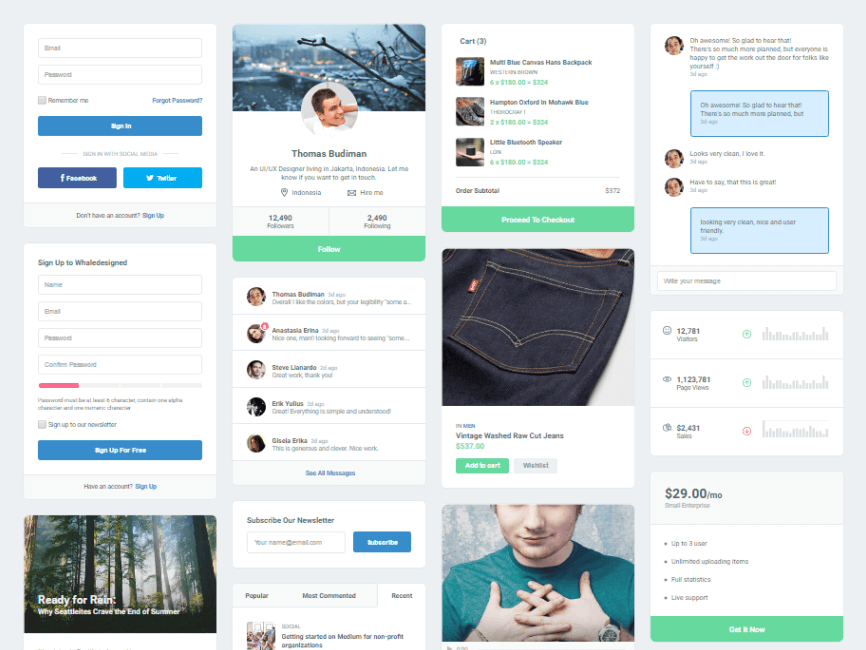 Email
Password
Remember me
Forgot Password?
Sign In
SIGN IN WITH SOCIAL MEDIA
Facebook
Twitter
Don't have an account? Sign Up
Sign Up to Whaledesigned
Name
Email
Password
Confirm Password
Password must be at least 6 character, contain one alpha
character and one numeric character
Sign up to our newsletter
Sign Up For Free
Have an account? Sign Up
Ready for Rain:
Why Seattleites Crave the End of Summer
Thomas Budiman
An UI/UX Designer living in Jakarta, Indonesia. Let me
know if you want to get in touch.
Indonesia
Hire me
12,490
Followers
2,490
Following
Follow
Thomas Budiman 3d ago
Overall I like the colors, but your legibility "some a...
Anastasia Erina 3d ago
Nice one, man! looking forward to seeing "some...
Steve Lianardo 2d ago
Great work, thank you!
Erik Yullus 3d ago
Great! Everything is simple and understood!
Gisela Erika 3d ago
This is generous and clever. Nice work.
See All Messages
Subscribe Our Newsletter
Your name@email.com
Subscribe
Popular
Most Commented
Recent
SOCIAL
Getting started on Medium for non-profit
organizations
Cart (3)
Multi Blue Canvas Hans Backpack
WESTERN BROWN
6 x $180.00 = $324
Hampton Oxford In Mohawk Blue
2 x $180.00 = $324
Little Bluetooth Speaker
6 x $180.00 = $324
Order Subtotal
$372
Proceed To Checkout
IN MEN
Vintage Washed Raw Cut Jeans
$537.00
Add to cart
Wishlist
Oh awesome! So glad to hear that!
There's so much more planned, but everyone is
happy to get the work out the door for folks like
yourself :)
3d ago
Oh awesome! So glad to hear that!
There's so much more planned, but
3d ago
Looks very clean, I love it.
3d ago
Have to say, that this is great!
3d ago
looking very clean, nice and user
friendly.
3d ago
Write your message
12,781
Visitors
1,123,781
Page Views
$2,431
Sales
$29.00/mo
Small Enterprise
Up to 3 user
Unlimited uploading items
Full statistics
Live support
Get It Now